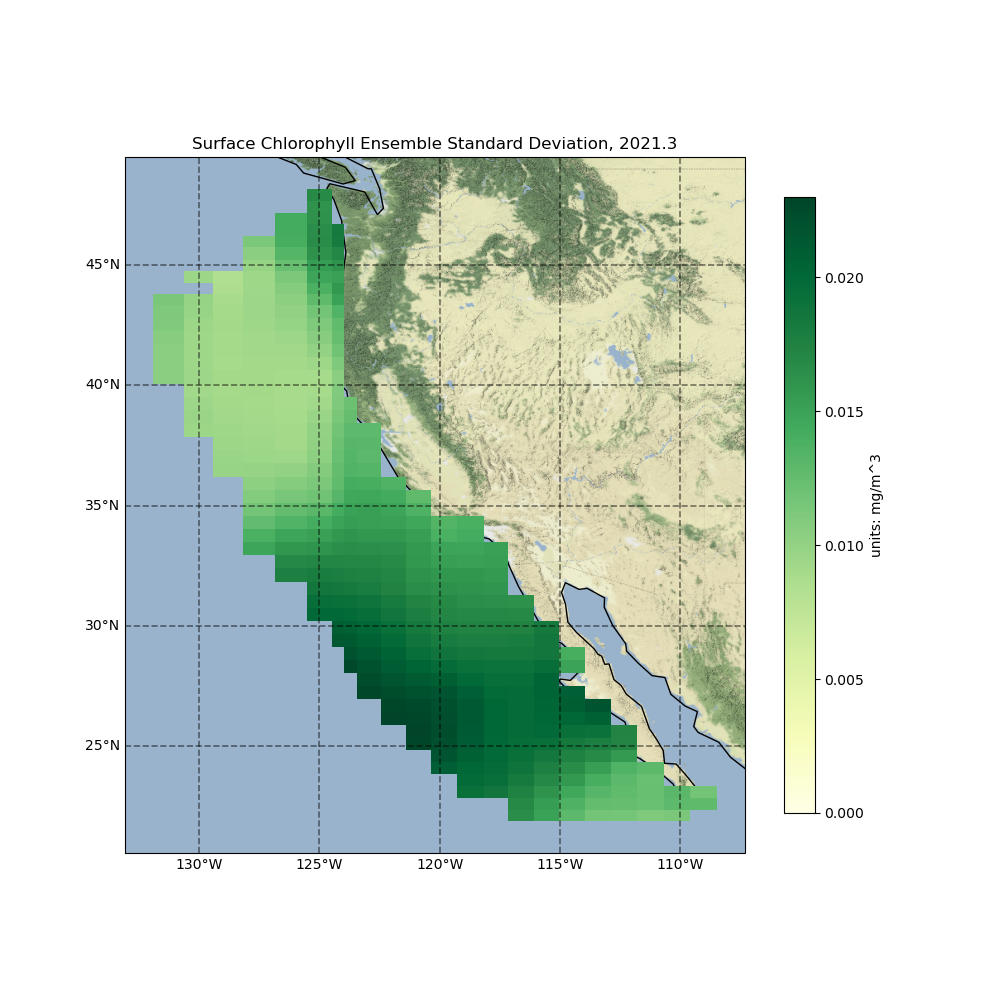 Surface Chlorophyll Ensemble Standard Deviation, 2021.3
45°N
40°N
35°N
30°N
25°N
130°W
125°W
120°W
115°W
110°W
0.020
0.015
0.010
0.005
0.000
units: mg/m^3